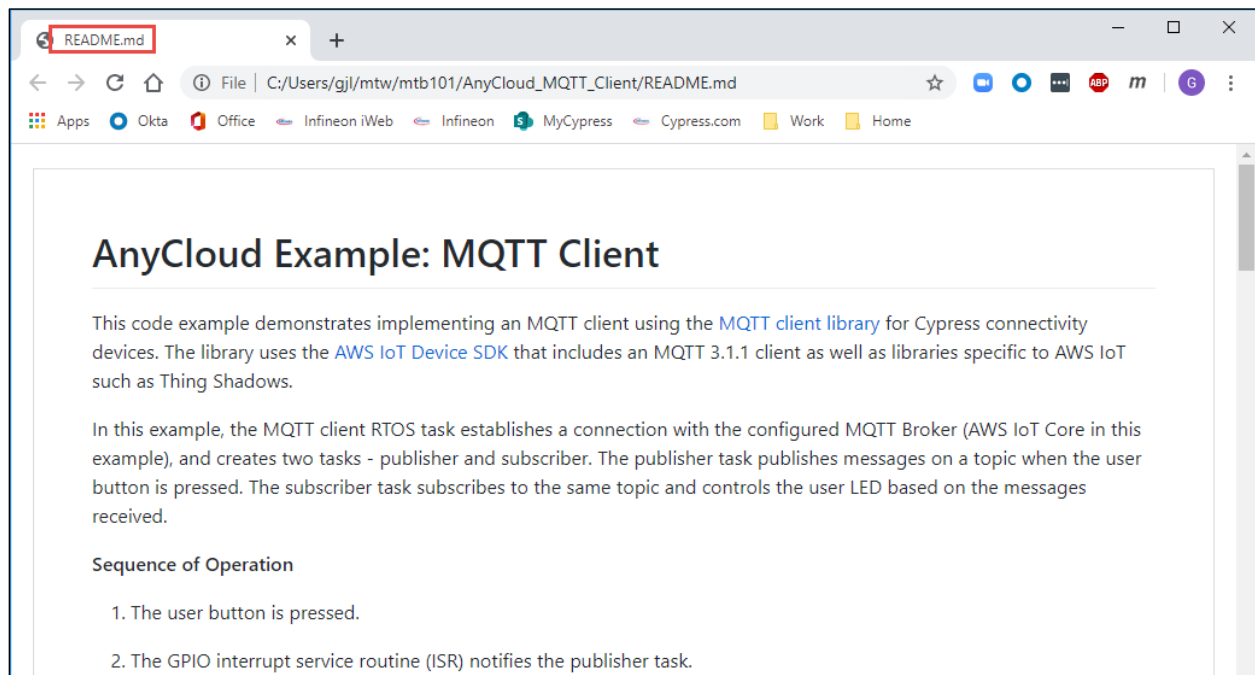 README.md
File | C:/Users/gjl/mtw/mtb101/AnyCloud_MQTT_Client/README.md
ABP m G
Apps Okta Office Infineon iWeb Infineon MyCypress Cypress.com Work Home
AnyCloud Example: MQTT Client
This code example demonstrates implementing an MQTT client using the MQTT client library for Cypress connectivity
devices. The library uses the AWS IoT Device SDK that includes an MQTT 3.1.1 client as well as libraries specific to AWS IoT
such as Thing Shadows.
In this example, the MQTT client RTOS task establishes a connection with the configured MQTT Broker (AWS IoT Core in this
example), and creates two tasks - publisher and subscriber. The publisher task publishes messages on a topic when the user
button is pressed. The subscriber task subscribes to the same topic and controls the user LED based on the messages
received.
Sequence of Operation
1. The user button is pressed.
2. The GPIO interrupt service routine (ISR) notifies the publisher task.